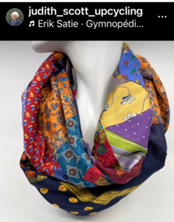 judith_scott_upcycling
♫ Erik Satie · Gymnopédi...